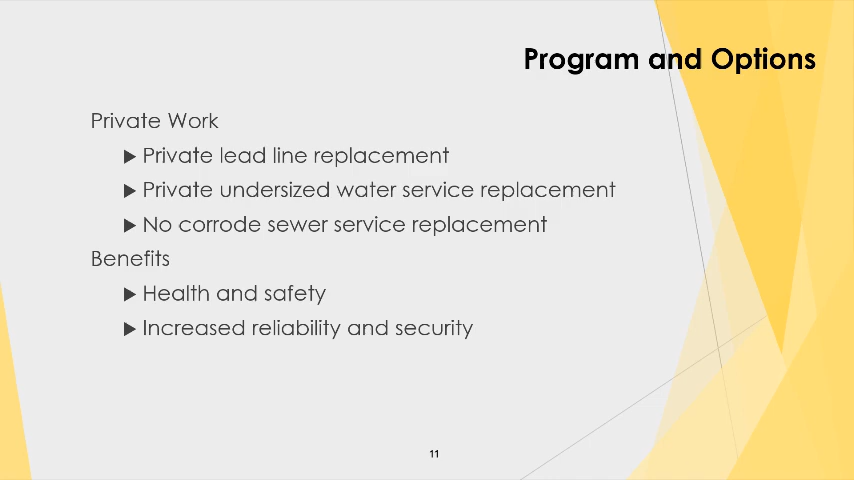 Program and Options
Private Work
▶ Private lead line replacement
▶ Private undersized water service replacement
▶ No corrode sewer service replacement
Benefits
▶ Health and safety
▶ Increased reliability and security
11